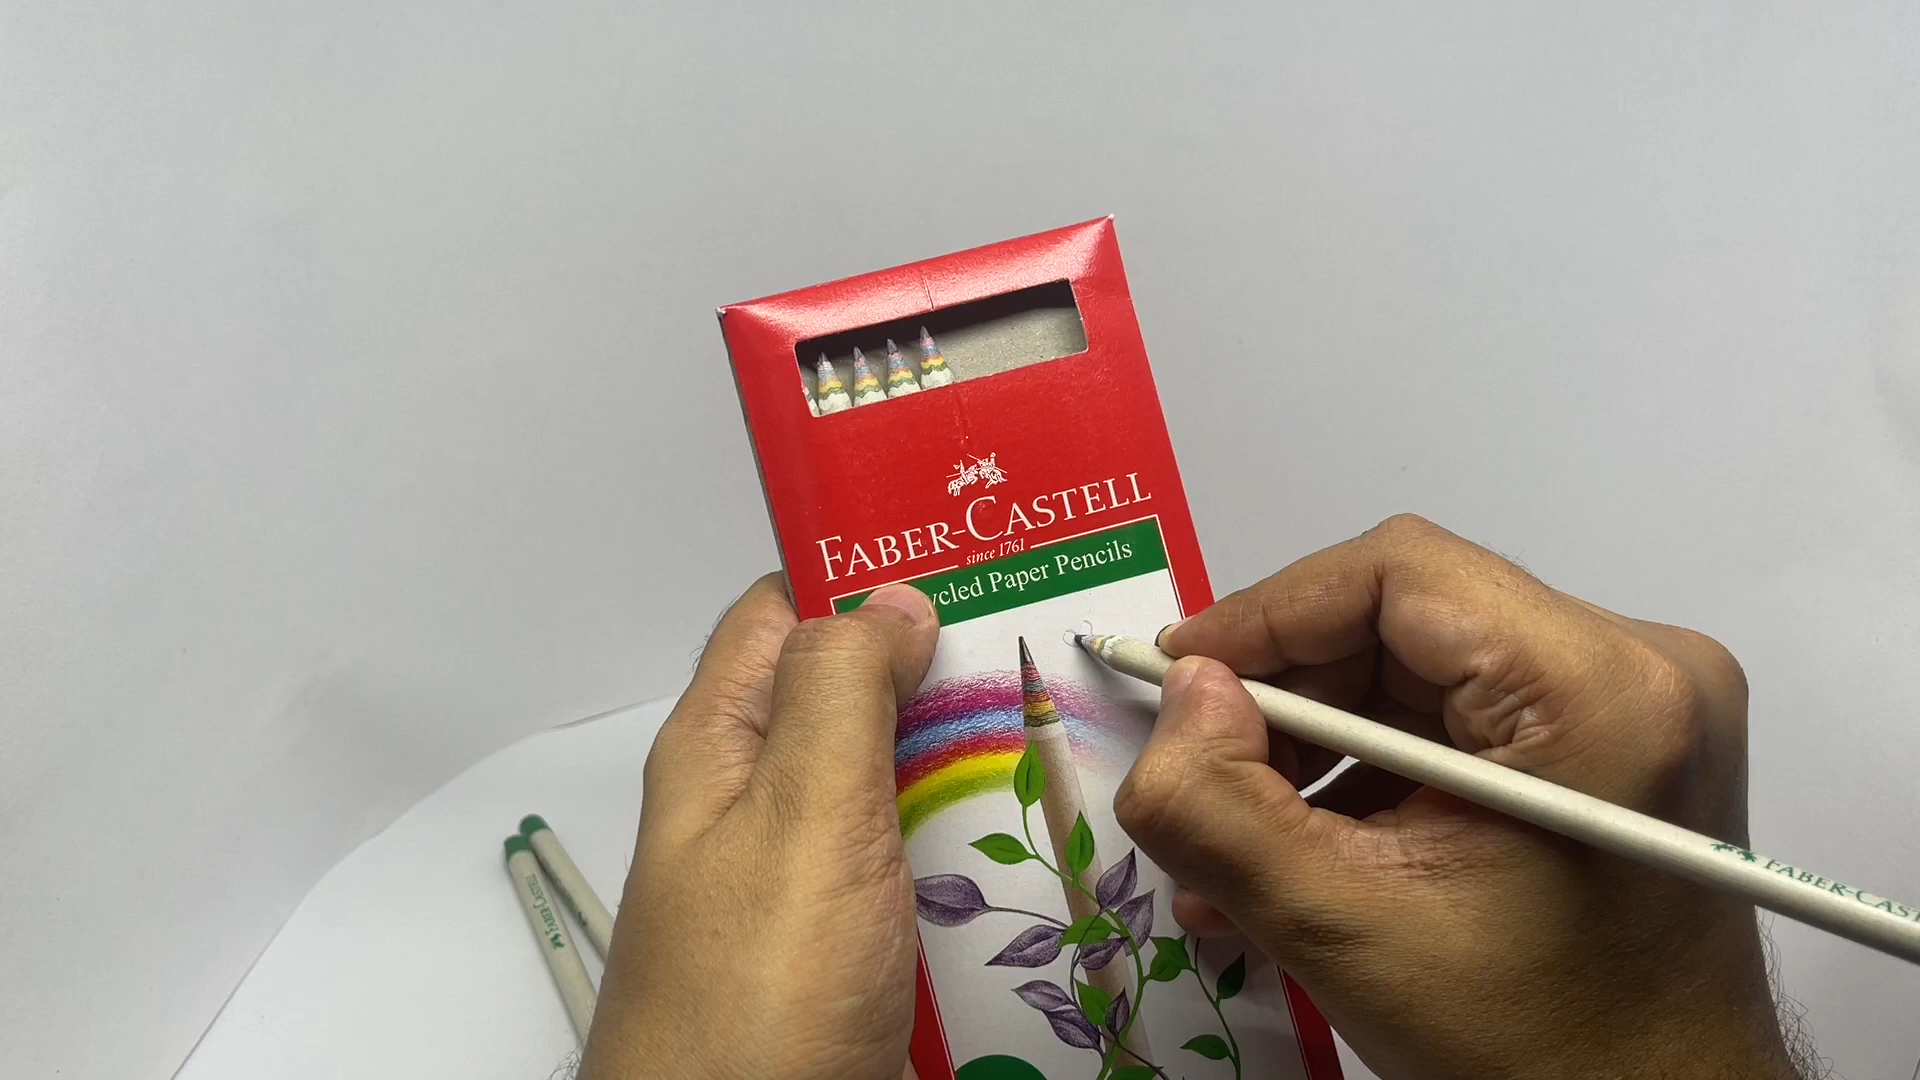 FABER-CASTELL
since 1761
ycled Paper Pencils
FABER-CAST
FABER-CASTELL